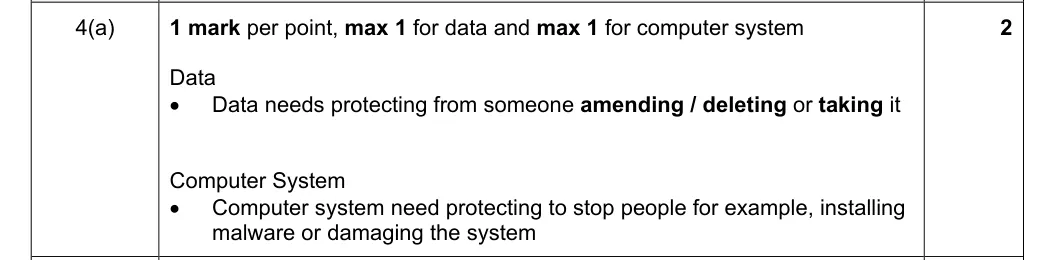 4(a) 1 mark per point, max 1 for data and max 1 for computer system 2
Data
• Data needs protecting from someone amending / deleting or taking it
Computer System
• Computer system need protecting to stop people for example, installing
malware or damaging the system